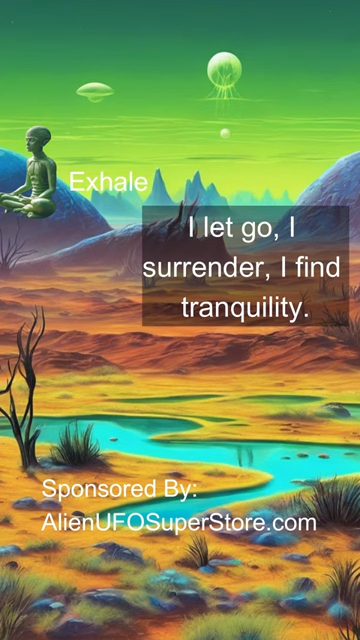 Exhale
I let go, I
surrender, I find
tranquility.
Sponsored By:
AlienUFOSuperStore.com